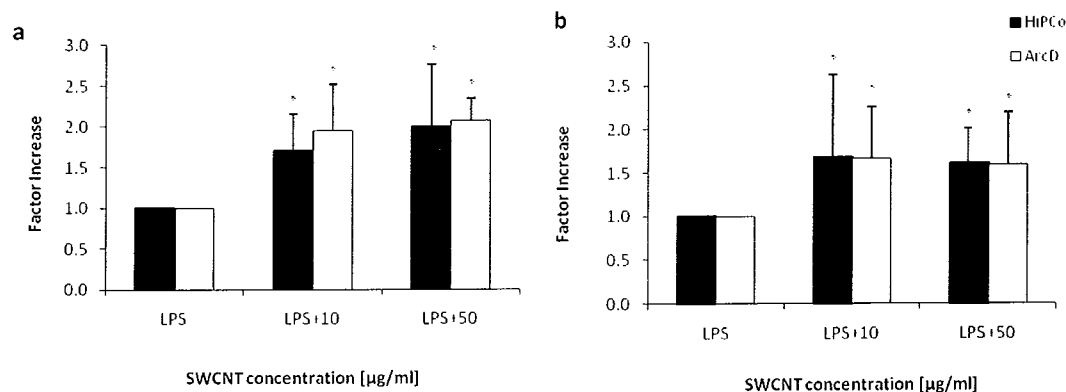 a
3.0
2.5
2.0
1.5
1.0
0.5
0.0
Factor Increase
* * * *
LPS LPS+10 LPS+50
SWCNT concentration [µg/ml]
b
HiPCo
ArcD
3.0
2.5
2.0
1.5
1.0
0.5
0.0
Factor Increase
* * * *
LPS LPS+10 LPS+50
SWCNT concentration [µg/ml]